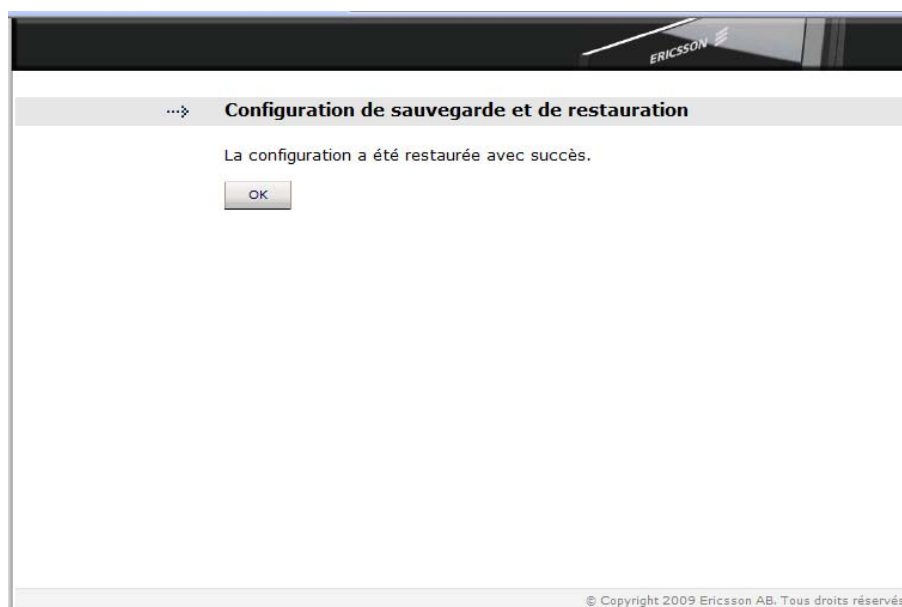 ERICSSON
Configuration de sauvegarde et de restauration
La configuration a été restaurée avec succès.
OK
© Copyright 2009 Ericsson AB. Tous droits réservés